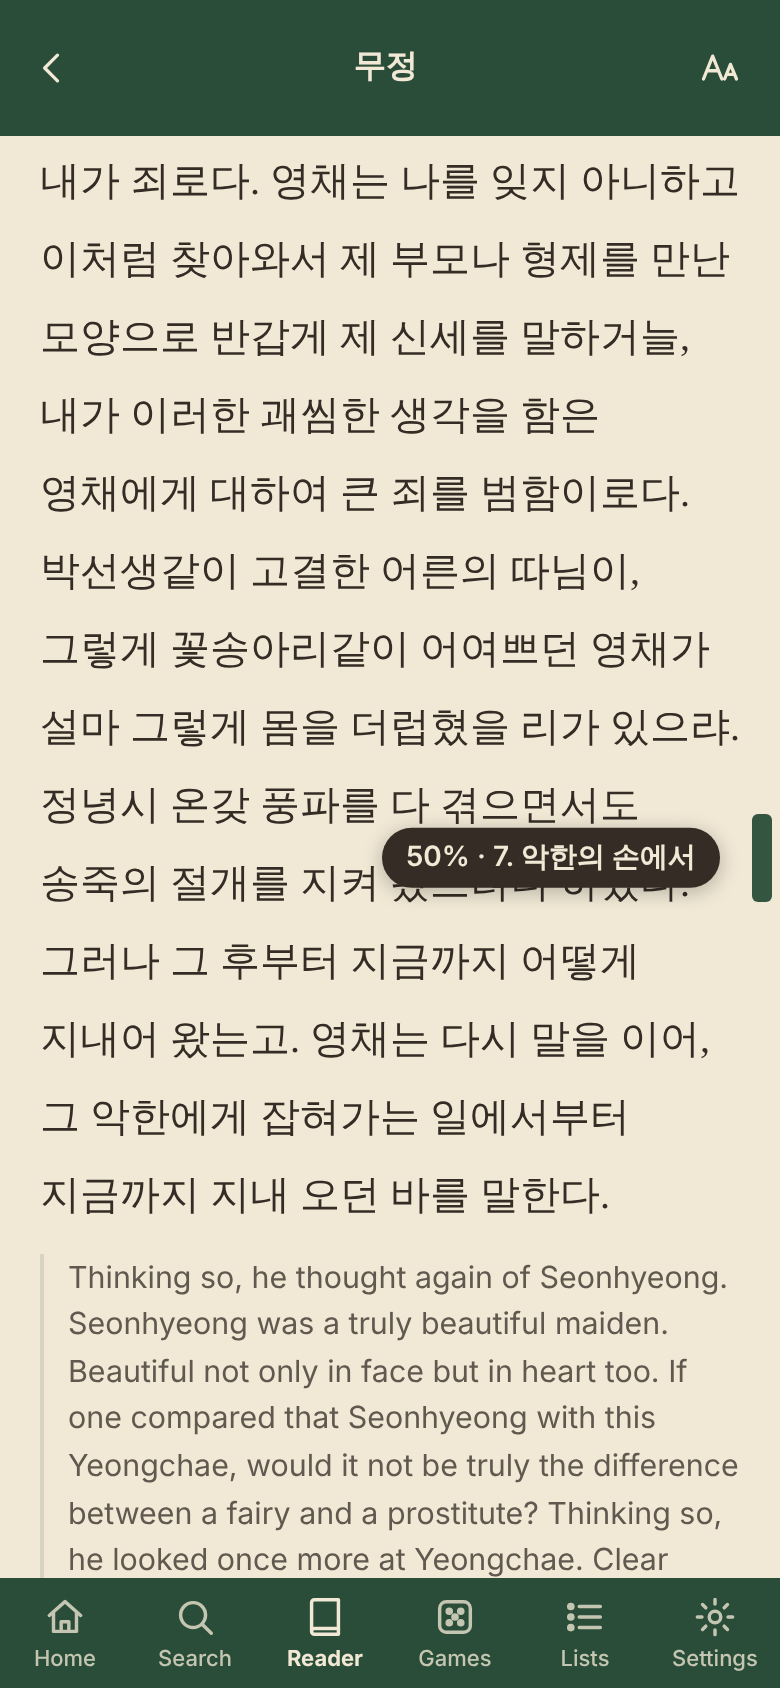 무정
AA
내가 죄로다. 영채는 나를 잊지 아니하고
이처럼 찾아와서 제 부모나 형제를 만난
모양으로 반갑게 제 신세를 말하거늘,
내가 이러한 괘씸한 생각을 함은
영채에게 대하여 큰 죄를 범함이로다.
박선생같이 고결한 어른의 따님이,
그렇게 꽃송아리같이 어여쁘던 영채가
설마 그렇게 몸을 더럽혔을 리가 있으랴.
정녕시 온갖 풍파를 다 겪으면서도
50% · 7. 악한의 손에서
송죽의 절개를 지켜
그러나 그 후부터 지금까지 어떻게
지내어 왔는고. 영채는 다시 말을 이어,
그 악한에게 잡혀가는 일에서부터
지금까지 지내 오던 바를 말한다.
Thinking so, he thought again of Seonhyeong.
Seonhyeong was a truly beautiful maiden.
Beautiful not only in face but in heart too. If
one compared that Seonhyeong with this
Yeongchae, would it not be truly the difference
between a fairy and a prostitute? Thinking so,
he looked once more at Yeongchae. Clear
Home Search Reader Games Lists Settings